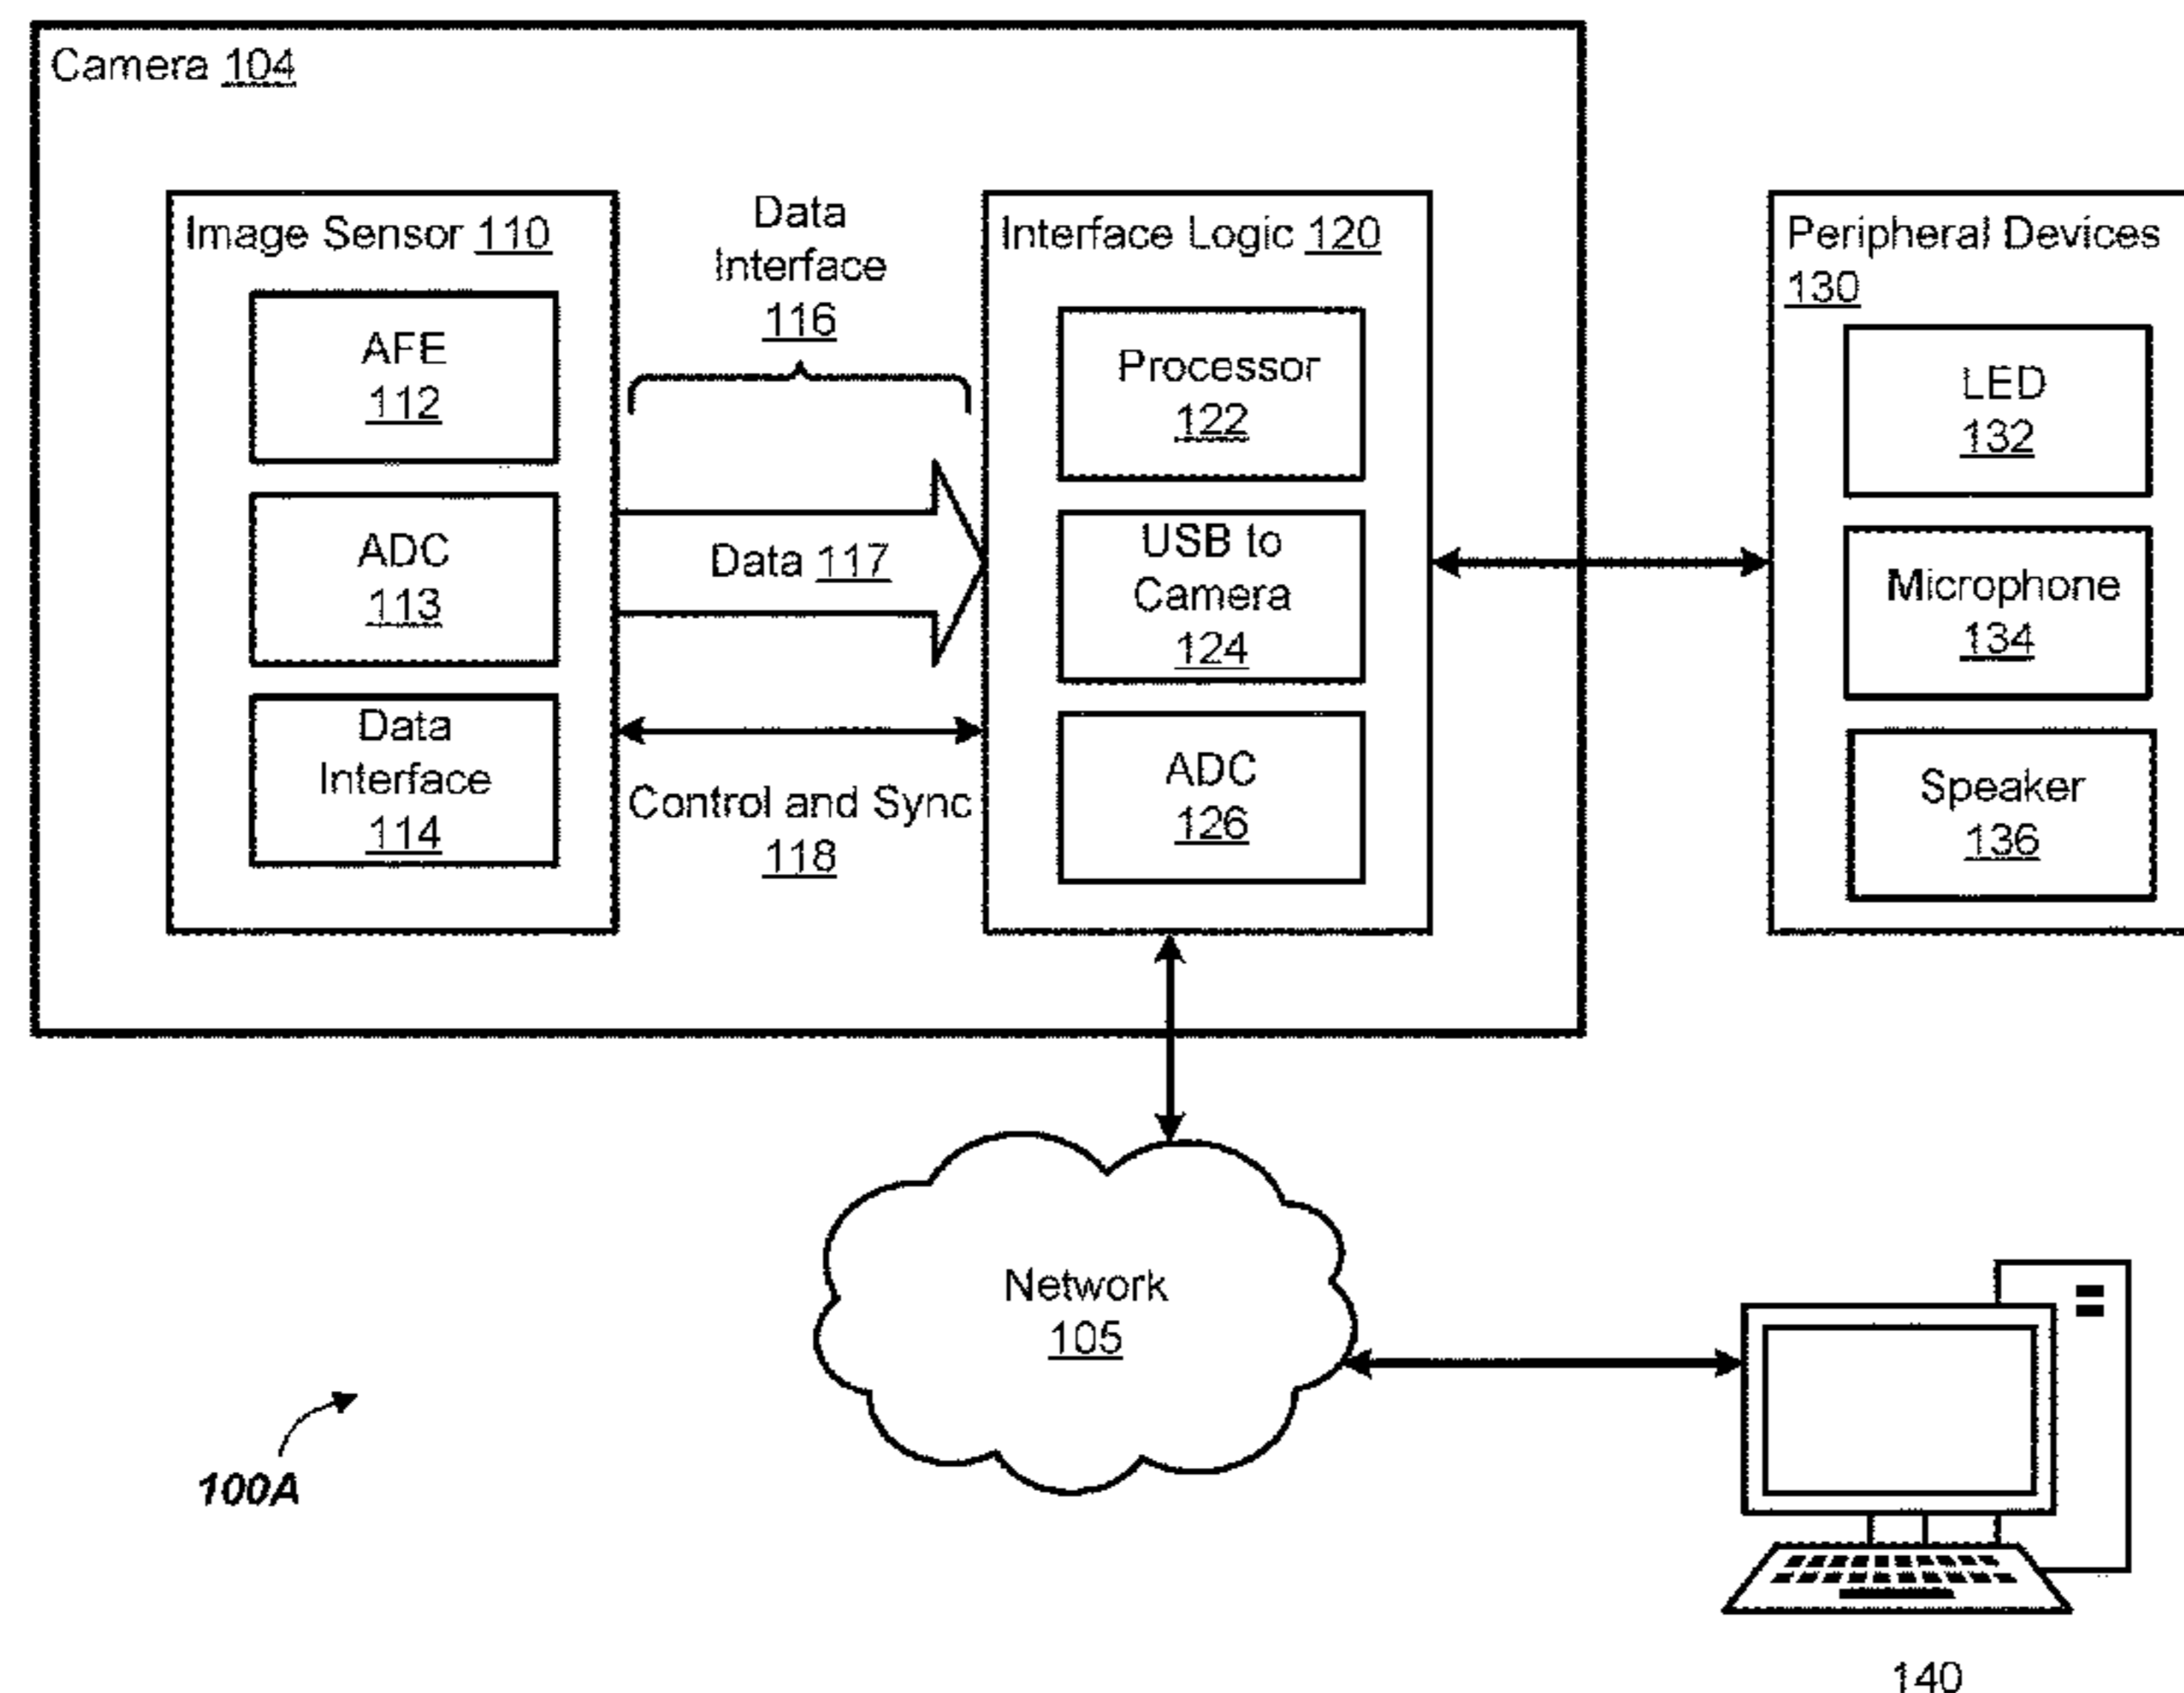 Camera 104
Image Sensor 110
AFE
112
ADC
113
Data
Interface
114
Data
Interface
116
Data 117
Control and Sync
118
Interface Logic 120
Processor
122
USB to
Camera
124
ADC
126
Peripheral Devices
130
LED
132
Microphone
134
Speaker
136
Network
105
100A
140